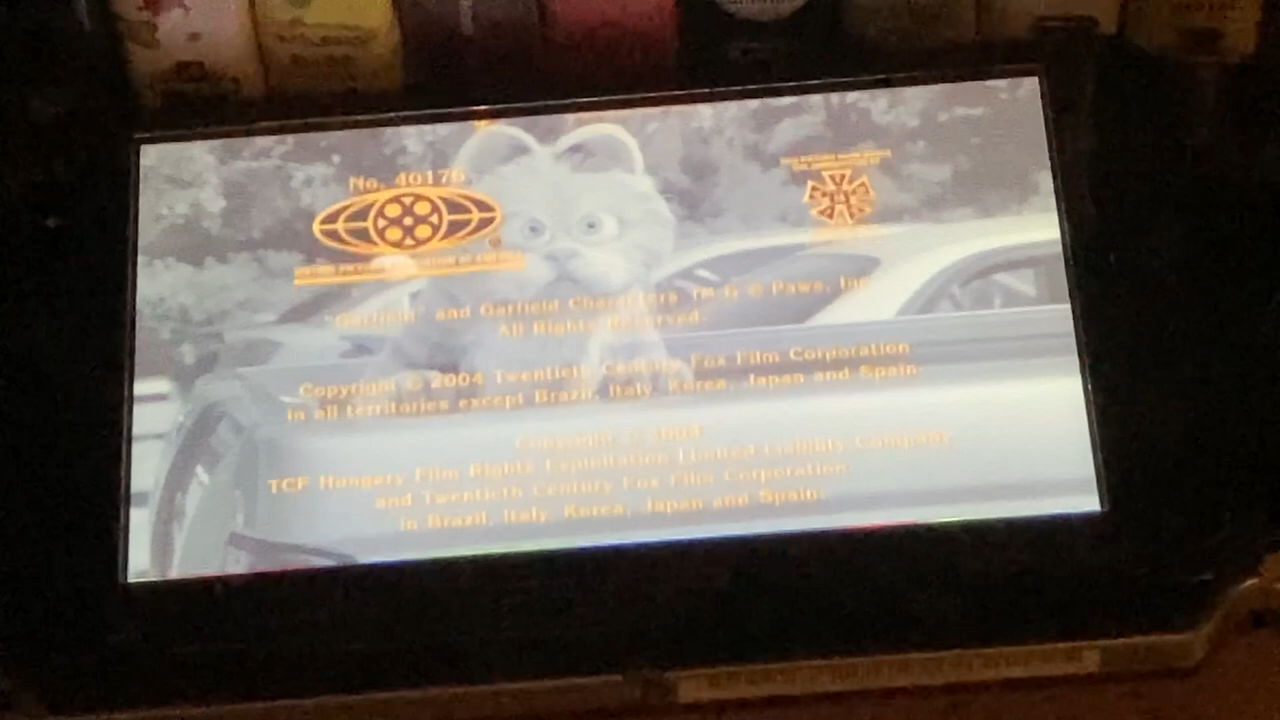 No. 40176
"Garfield" and Garfield Characters TM & © Paws, Inc.
All Rights Reserved.
Copyright © 2004 Twentieth Century Fox Film Corporation
in all territories except Brazil, Italy, Korea, Japan and Spain.
Copyright © 2004
TCF Hungary Film Rights Exploitation Limited Liability Company
and Twentieth Century Fox Film Corporation
in Brazil, Italy, Korea, Japan and Spain.